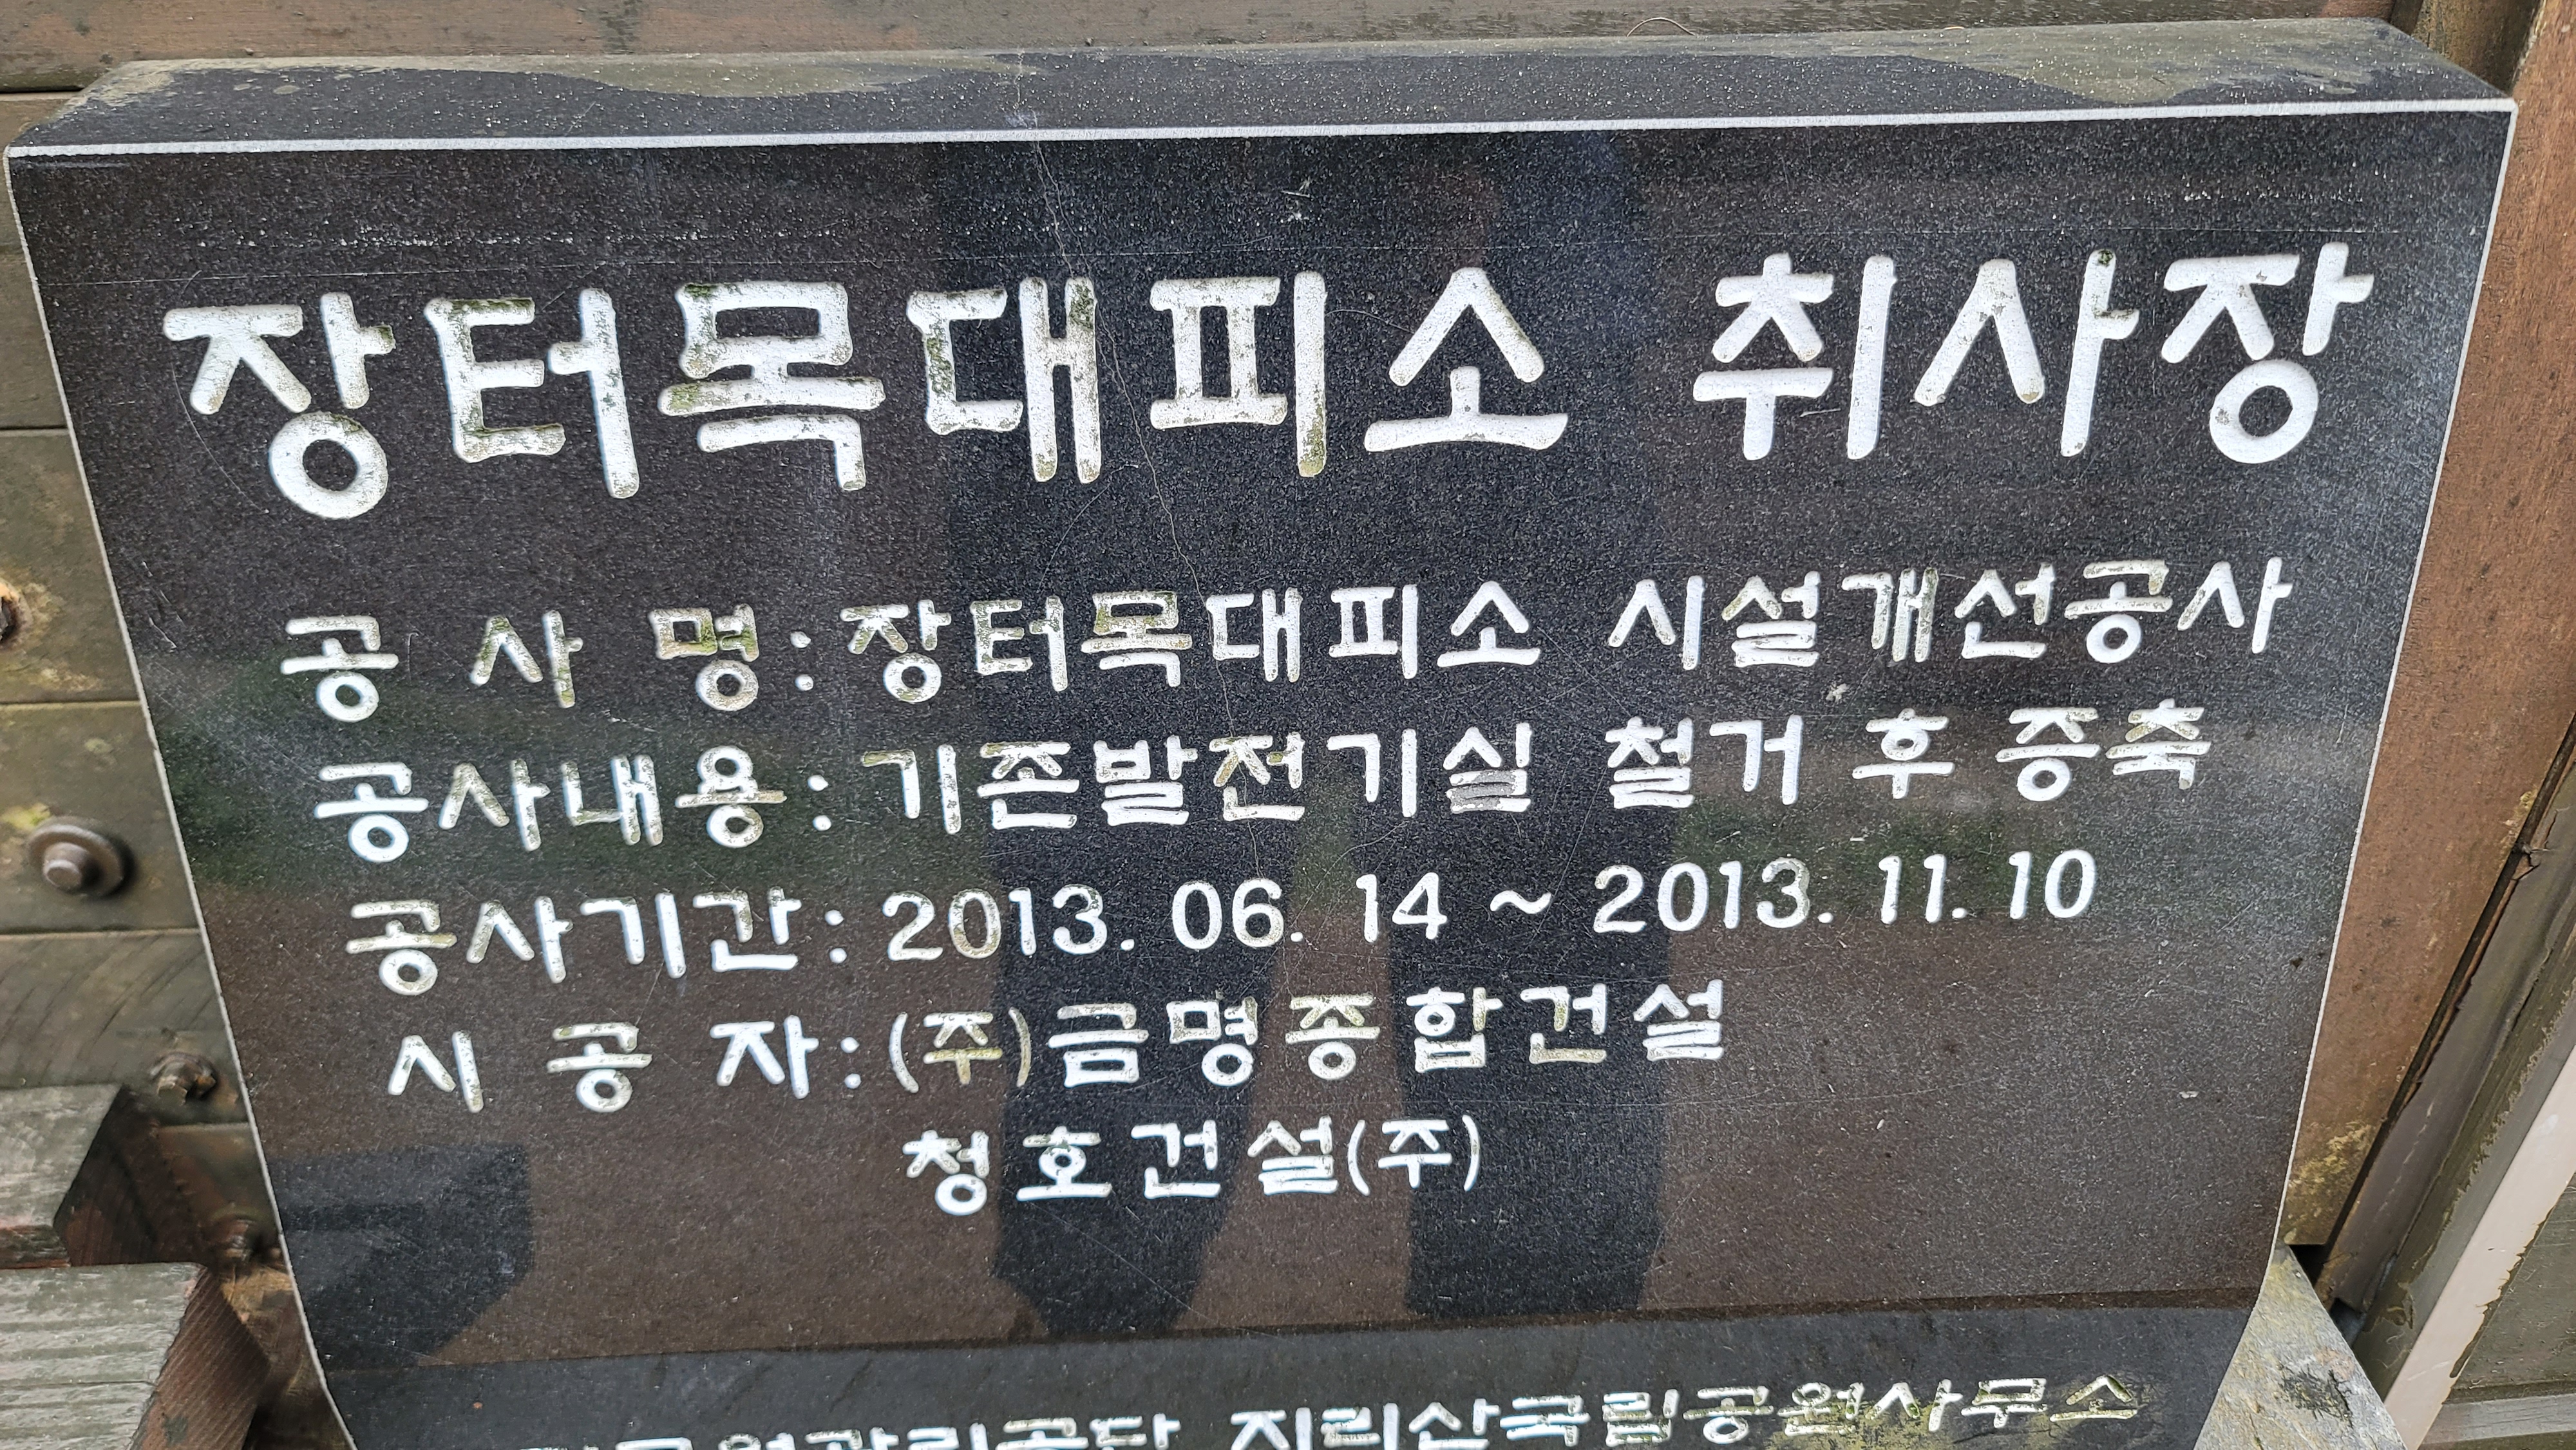 장터목대피소 취사장
공 사 명: 장터목대피소 시설개선공사
공사내용: 기존발전기실 철거 후 증축
공사기간: 2013. 06. 14 ~ 2013. 11. 10
시 공 자: (주)금명종합건설
청호건설(주)
지리산국립공원사무소